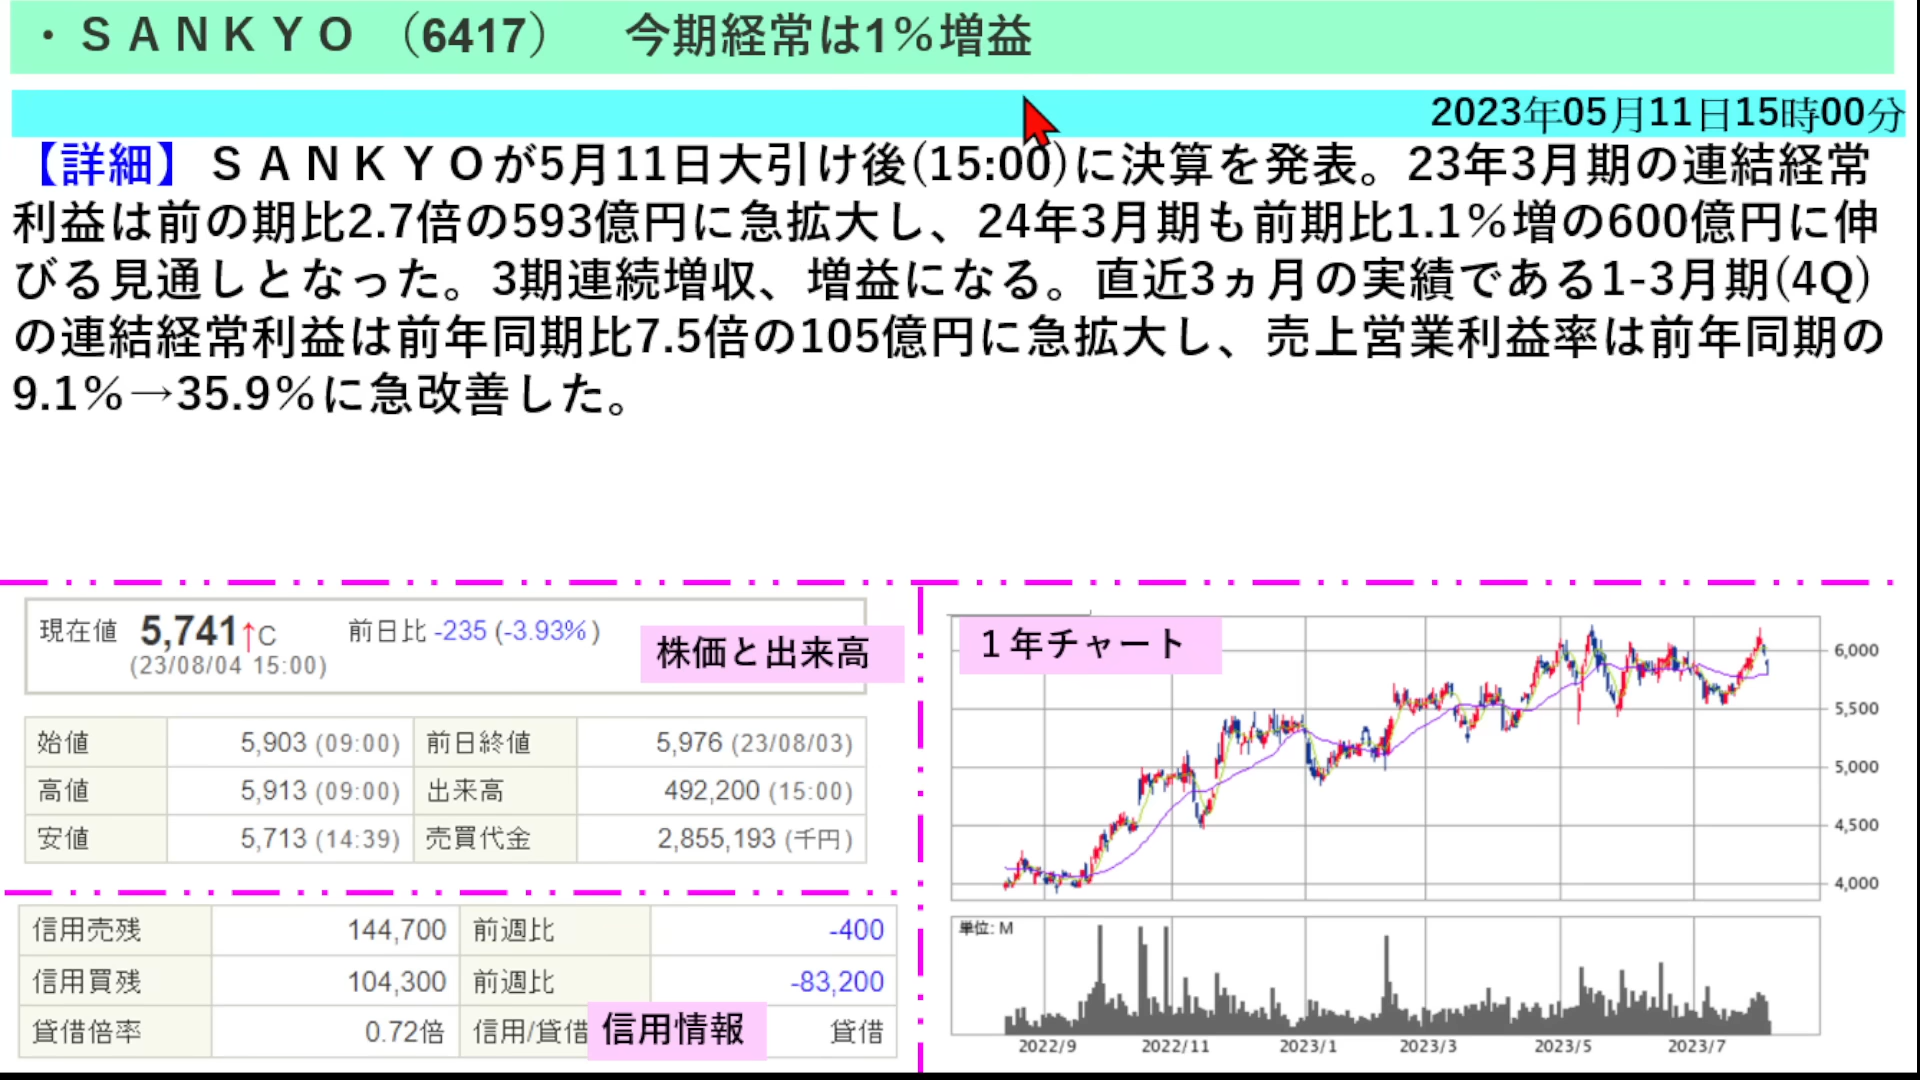 ・ＳＡＮＫＹＯ（6417）　今期経常は1％増益
2023年05月11日15時00分
【詳細】ＳＡＮＫＹＯが5月11日大引け後(15:00)に決算を発表。23年3月期の連結経常
利益は前の期比2.7倍の593億円に急拡大し、24年3月期も前期比1.1％増の600億円に伸
びる見通しとなった。3期連続増収、増益になる。直近3ヵ月の実績である1-3月期(4Q)
の連結経常利益は前年同期比7.5倍の105億円に急拡大し、売上営業利益率は前年同期の
9.1％→35.9％に急改善した。
現在値 5,741↑C 前日比 -235 (-3.93%)
(23/08/04 15:00)
株価と出来高
始値 5,903 (09:00) 前日終値 5,976 (23/08/03)
高値 5,913 (09:00) 出来高 492,200 (15:00)
安値 5,713 (14:39) 売買代金 2,855,193 (千円)
信用売残 144,700 前週比 -400
信用買残 104,300 前週比 -83,200
貸借倍率 0.72倍 信用/貸借 貸借
信用情報
１年チャート
6,000
5,500
5,000
4,500
4,000
単位: M
2022/9 2022/11 2023/1 2023/3 2023/5 2023/7